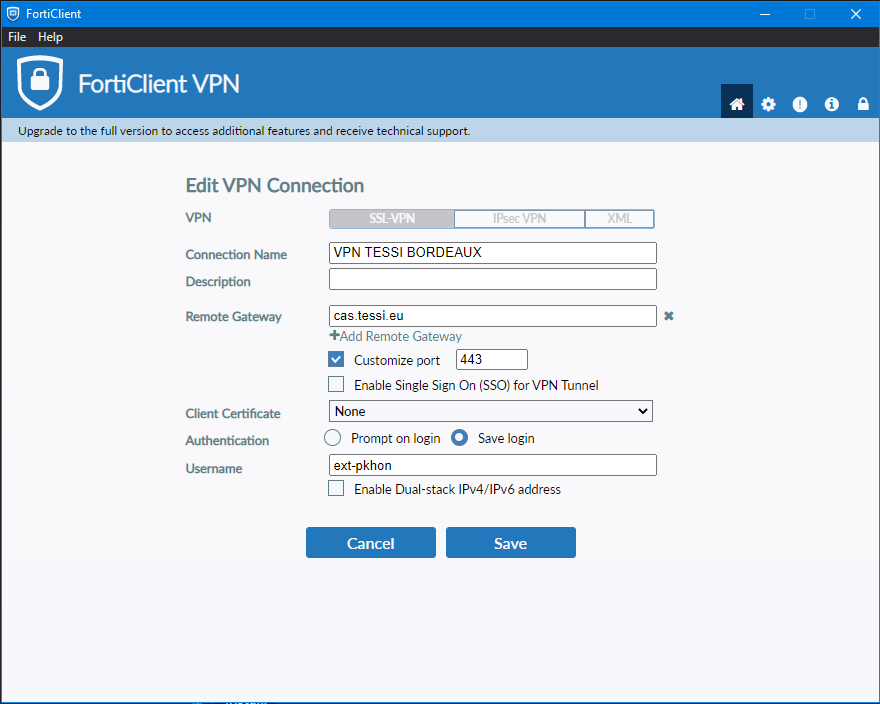 FortiClient
File Help
FortiClient VPN
Upgrade to the full version to access additional features and receive technical support.
Edit VPN Connection
VPN SSL-VPN IPsec VPN XML
Connection Name VPN TESSI BORDEAUX
Description
Remote Gateway cas.tessi.eu
+Add Remote Gateway
Customize port 443
Enable Single Sign On (SSO) for VPN Tunnel
Client Certificate None
Authentication Prompt on login Save login
Username ext-pkhon
Enable Dual-stack IPv4/IPv6 address
Cancel Save